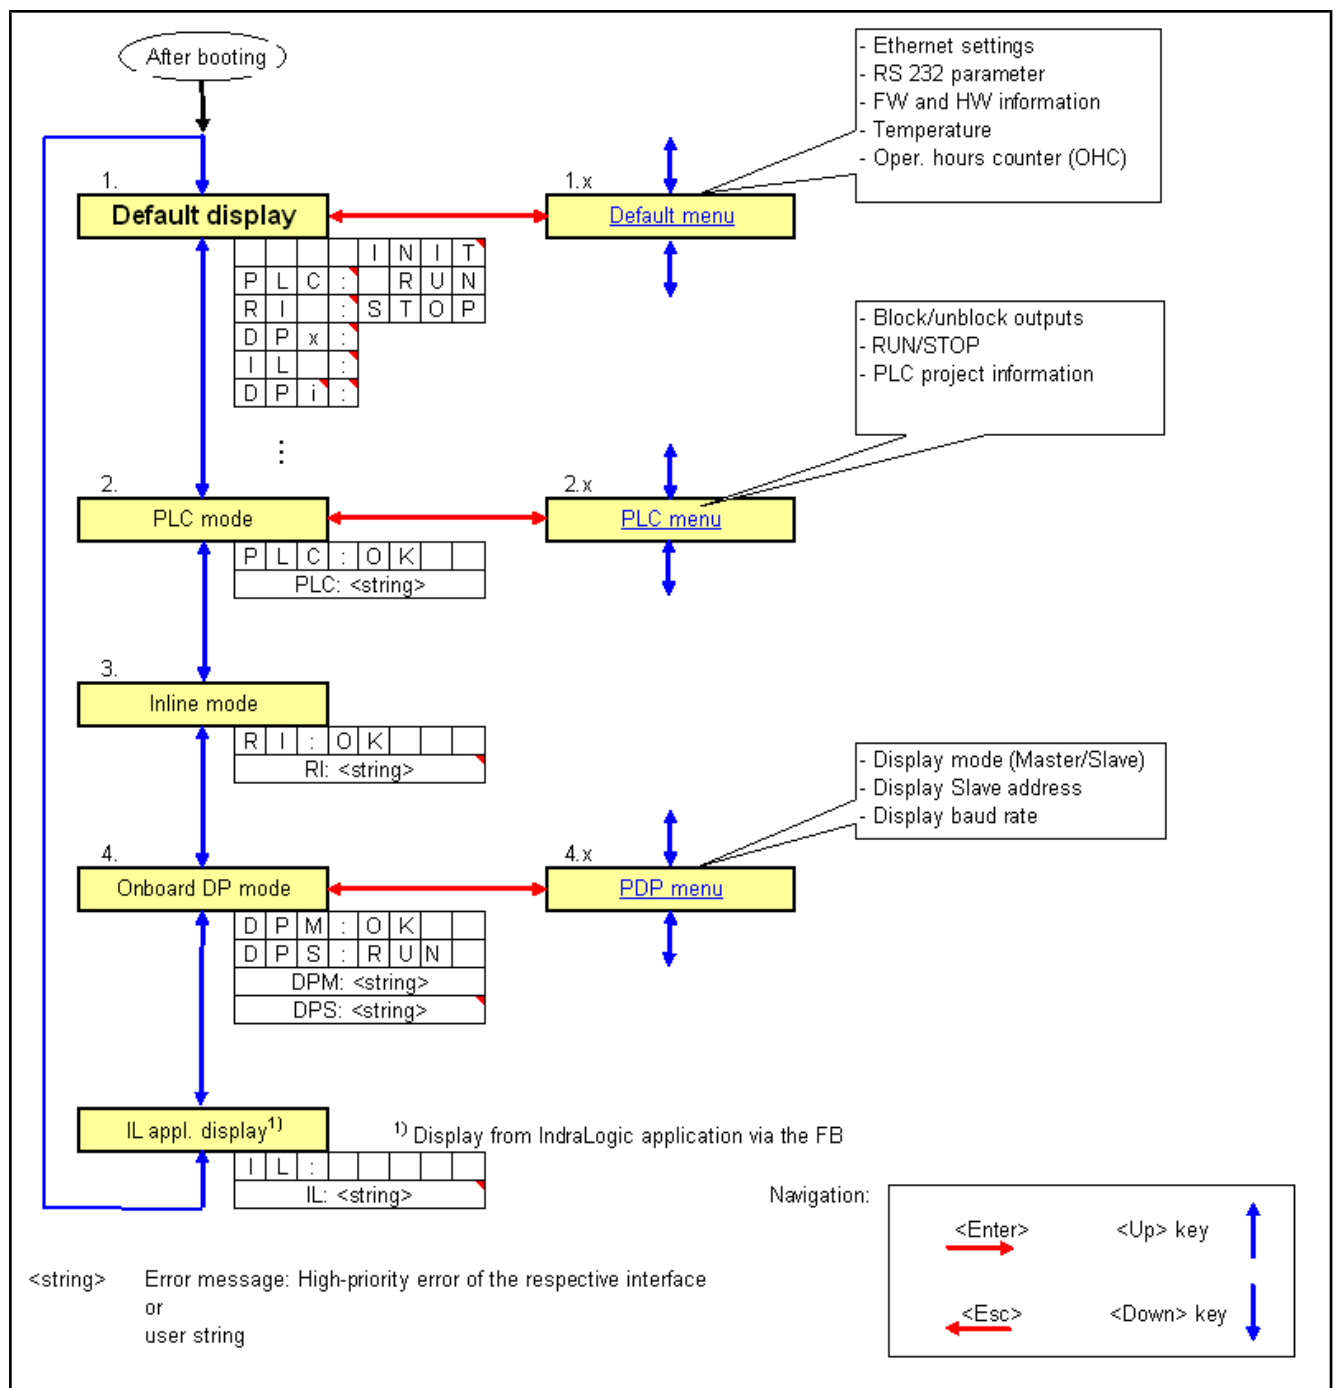 After booting
- Ethernet settings
- RS 232 parameter
- FW and HW information
- Temperature
- Oper. hours counter (OHC)
1.
Default display
1.x
Default menu
I N I T
P L C : R U N
R I : S T O P
D P x :
I L :
D P i :
⋮
- Block/unblock outputs
- RUN/STOP
- PLC project information
2.
PLC mode
2.x
PLC menu
P L C : O K
PLC: <string>
3.
Inline mode
R I : O K
RI: <string>
- Display mode (Master/Slave)
- Display Slave address
- Display baud rate
4.
Onboard DP mode
4.x
PDP menu
D P M : O K
D P S : R U N
DPM: <string>
DPS: <string>
IL appl. display1)
1) Display from IndraLogic application via the FB
I L :
IL: <string>
Navigation:
<Enter> <Up> key
<Esc> <Down> key
<string> Error message: High-priority error of the respective interface
or
user string